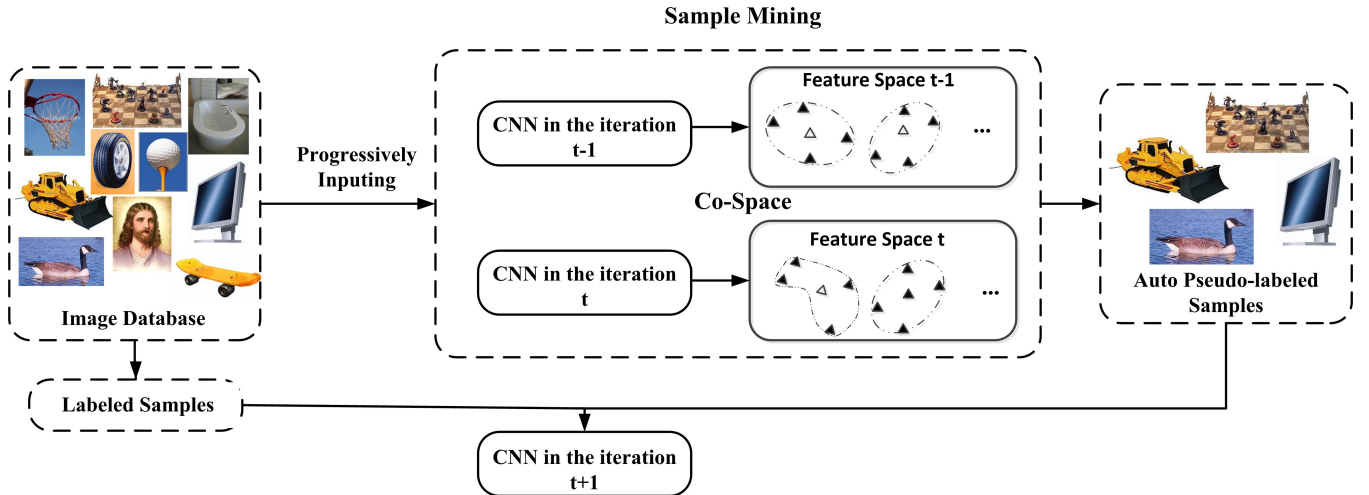 Sample Mining
Image Database
Progressively
Inputing
CNN in the iteration
t-1
Feature Space t-1
...
Co-Space
CNN in the iteration
t
Feature Space t
...
Auto Pseudo-labeled
Samples
Labeled Samples
CNN in the iteration
t+1